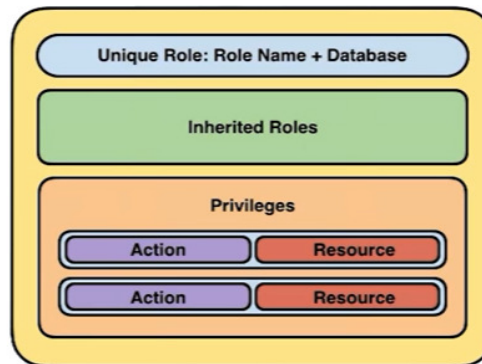 Unique Role: Role Name + Database
Inherited Roles
Privileges
Action Resource
Action Resource